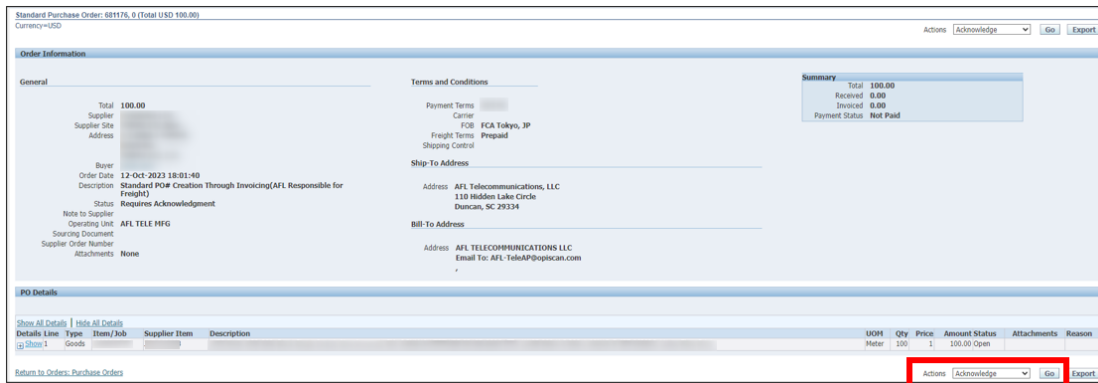 Standard Purchase Order: 681176, 0 (Total USD 100.00)
Currency=USD
Actions Acknowledge Go Export
Order Information
General
Total 100.00
Supplier
Supplier Site
Address
Buyer
Order Date 12-Oct-2023 18:01:40
Description Standard PO# Creation Through Invoicing(AFL Responsible for
Freight)
Status Requires Acknowledgment
Note to Supplier
Operating Unit AFL TELE MFG
Sourcing Document
Supplier Order Number
Attachments None
Terms and Conditions
Payment Terms
Carrier
FOB FCA Tokyo, JP
Freight Terms Prepaid
Shipping Control
Ship-To Address
Address AFL Telecommunications, LLC
110 Hidden Lake Circle
Duncan, SC 29334
Bill-To Address
Address AFL TELECOMMUNICATIONS LLC
Email To: AFL-TeleAP@opiscan.com
,
Summary
Total 100.00
Received 0.00
Invoiced 0.00
Payment Status Not Paid
PO Details
Show All Details | Hide All Details
Details Line Type Item/Job Supplier Item Description UOM Qty Price Amount Status Attachments Reason
Show 1 Goods Meter 100 1 100.00 Open
Return to Orders: Purchase Orders
Actions Acknowledge Go Export